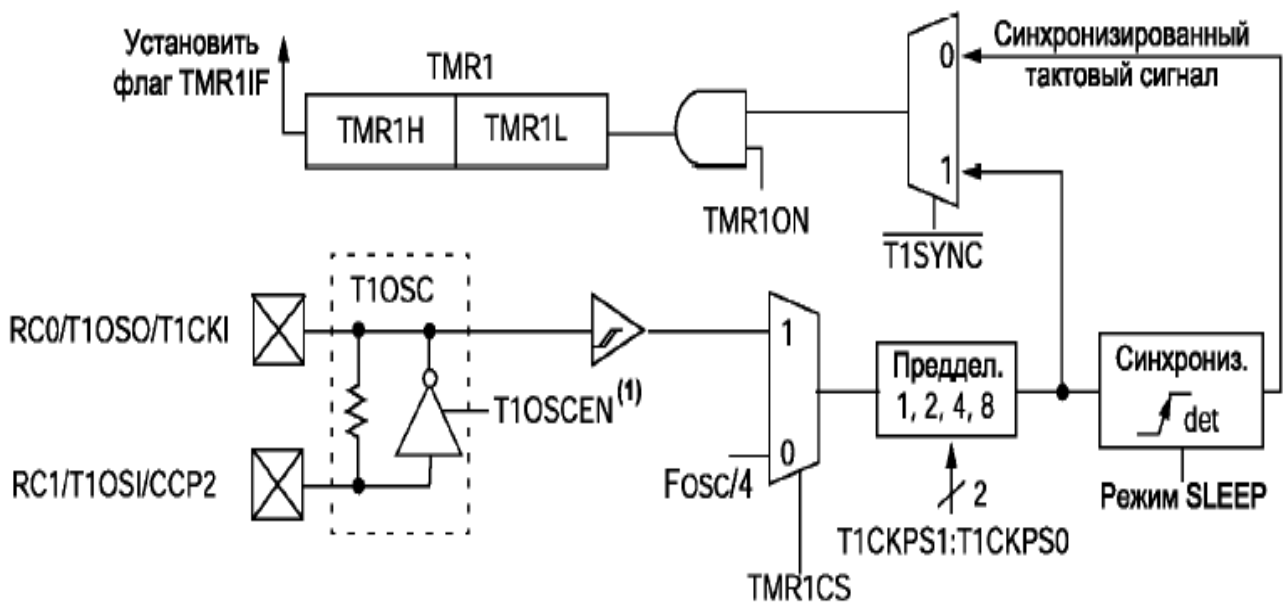 Установить
флаг TMR1IF
TMR1
TMR1H
TMR1L
TMR1ON
0
1
T1SYNC
Синхронизированный
тактовый сигнал
RC0/T1OSO/T1CKI
T1OSC
T1OSCEN(1)
RC1/T1OSI/CCP2
1
0
FOSC/4
TMR1CS
Преддел.
1, 2, 4, 8
2
T1CKPS1:T1CKPS0
Синхрониз.
det
Режим SLEEP